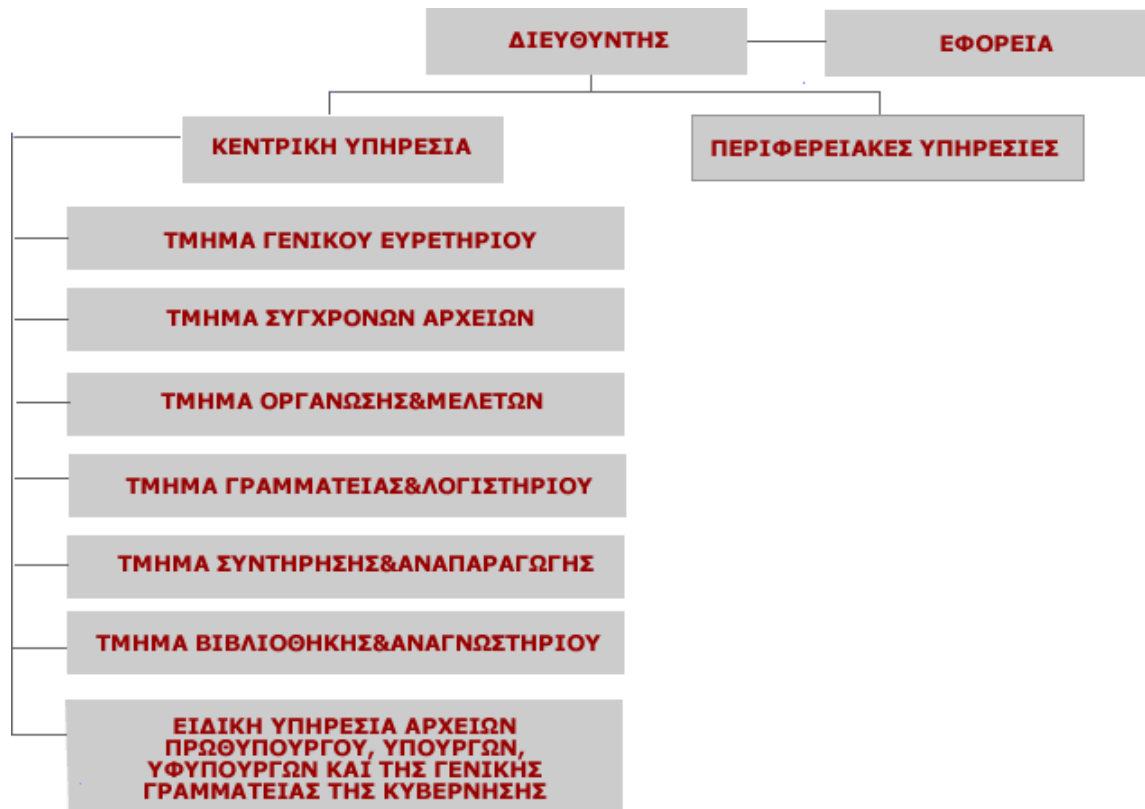 ΔΙΕΥΘΥΝΤΗΣ
ΕΦΟΡΕΙΑ
ΚΕΝΤΡΙΚΗ ΥΠΗΡΕΣΙΑ
ΠΕΡΙΦΕΡΕΙΑΚΕΣ ΥΠΗΡΕΣΙΕΣ
ΤΜΗΜΑ ΓΕΝΙΚΟΥ ΕΥΡΕΤΗΡΙΟΥ
ΤΜΗΜΑ ΣΥΓΧΡΟΝΩΝ ΑΡΧΕΙΩΝ
ΤΜΗΜΑ ΟΡΓΑΝΩΣΗΣ&ΜΕΛΕΤΩΝ
ΤΜΗΜΑ ΓΡΑΜΜΑΤΕΙΑΣ&ΛΟΓΙΣΤΗΡΙΟΥ
ΤΜΗΜΑ ΣΥΝΤΗΡΗΣΗΣ&ΑΝΑΠΑΡΑΓΩΓΗΣ
ΤΜΗΜΑ ΒΙΒΛΙΟΘΗΚΗΣ&ΑΝΑΓΝΩΣΤΗΡΙΟΥ
ΕΙΔΙΚΗ ΥΠΗΡΕΣΙΑ ΑΡΧΕΙΩΝ
ΠΡΩΘΥΠΟΥΡΓΟΥ, ΥΠΟΥΡΓΩΝ,
ΥΦΥΠΟΥΡΓΩΝ ΚΑΙ ΤΗΣ ΓΕΝΙΚΗΣ
ΓΡΑΜΜΑΤΕΙΑΣ ΤΗΣ ΚΥΒΕΡΝΗΣΗΣ